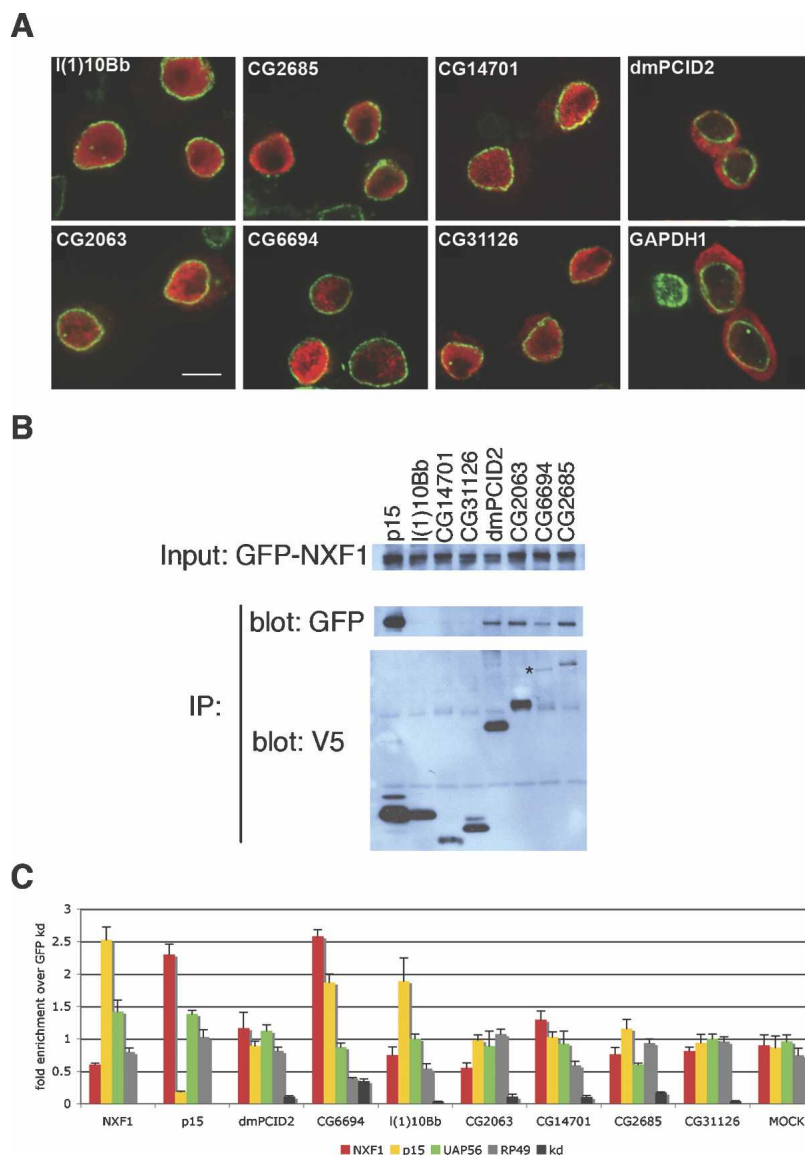 A
l(1)10Bb
CG2685
CG14701
dmPCID2
CG2063
CG6694
CG31126
GAPDH1
B
p15
l(1)10Bb
CG14701
CG31126
dmPCID2
CG2063
CG6694
CG2685
Input: GFP-NXF1
blot: GFP
IP:
*
blot: V5
C
fold enrichment over GFP kd
3
2.5
2
1.5
1
0.5
0
NXF1 p15 dmPCID2 CG6694 l(1)10Bb CG2063 CG14701 CG2685 CG31126 MOCK
NXF1 p15 UAP56 RP49 kd